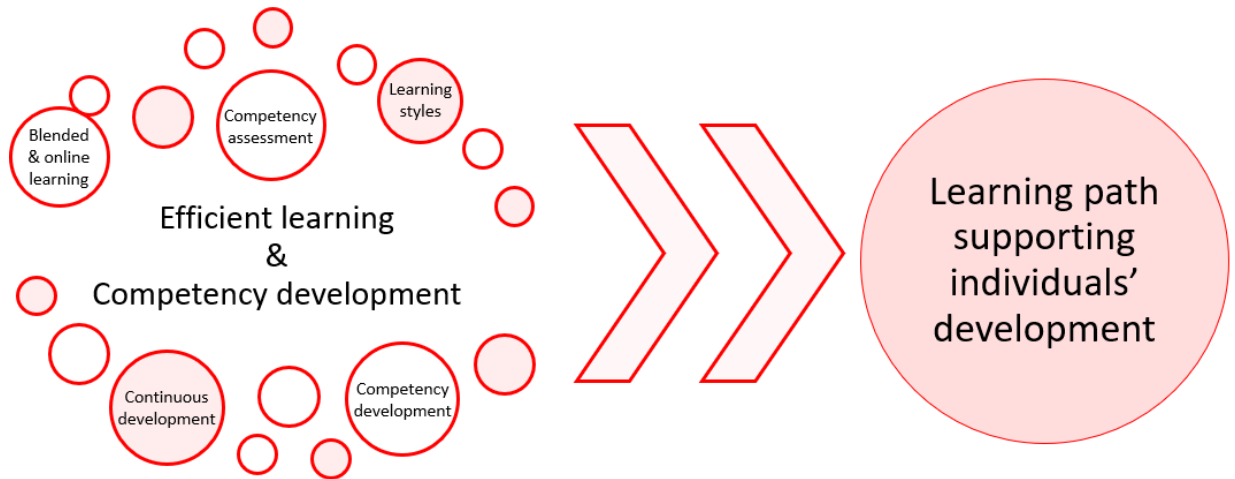 Blended
& online
learning
Competency
assessment
Learning
styles
Efficient learning
&
Competency development
Continuous
development
Competency
development
Learning path
supporting
individuals’
development